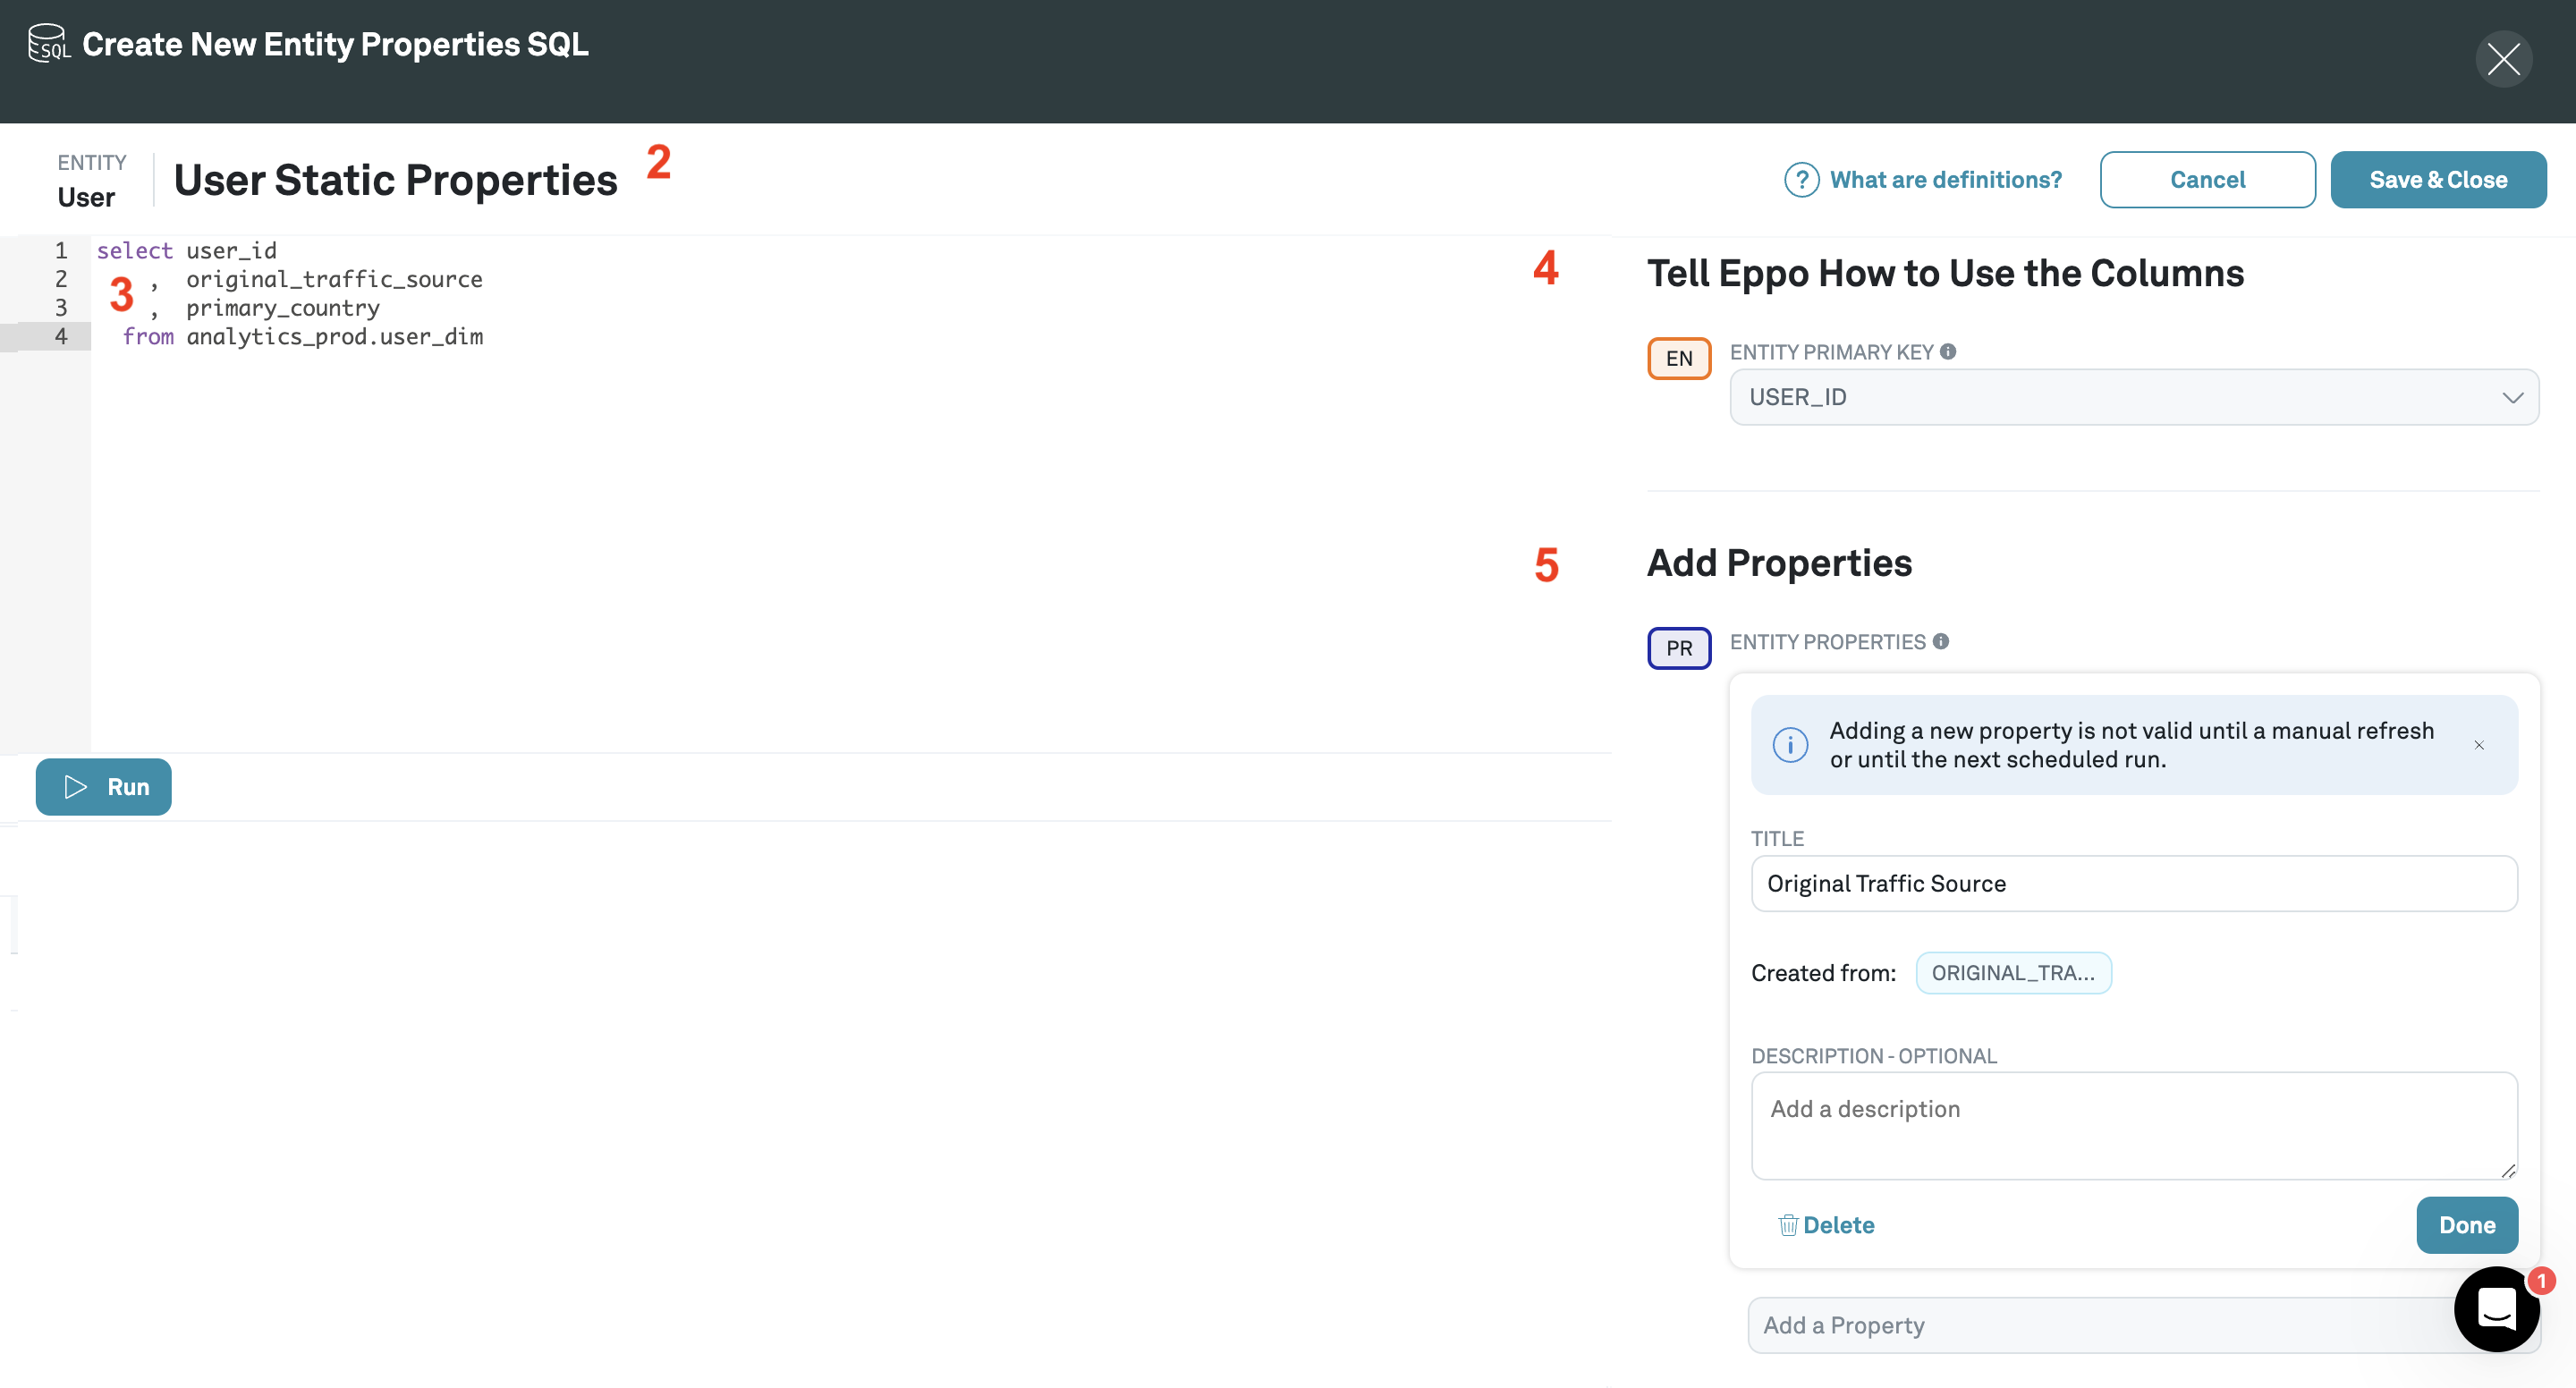 SQL Create New Entity Properties SQL
ENTITY
User
User Static Properties 2
? What are definitions?
Cancel
Save & Close
1 select user_id
2 , original_traffic_source
3
3 , primary_country
4 from analytics_prod.user_dim
Run
4 Tell Eppo How to Use the Columns
EN ENTITY PRIMARY KEY i
USER_ID
5 Add Properties
PR ENTITY PROPERTIES i
i Adding a new property is not valid until a manual refresh
or until the next scheduled run.
TITLE
Original Traffic Source
Created from: ORIGINAL_TRA...
DESCRIPTION - OPTIONAL
Add a description
Delete
Done
1
Add a Property